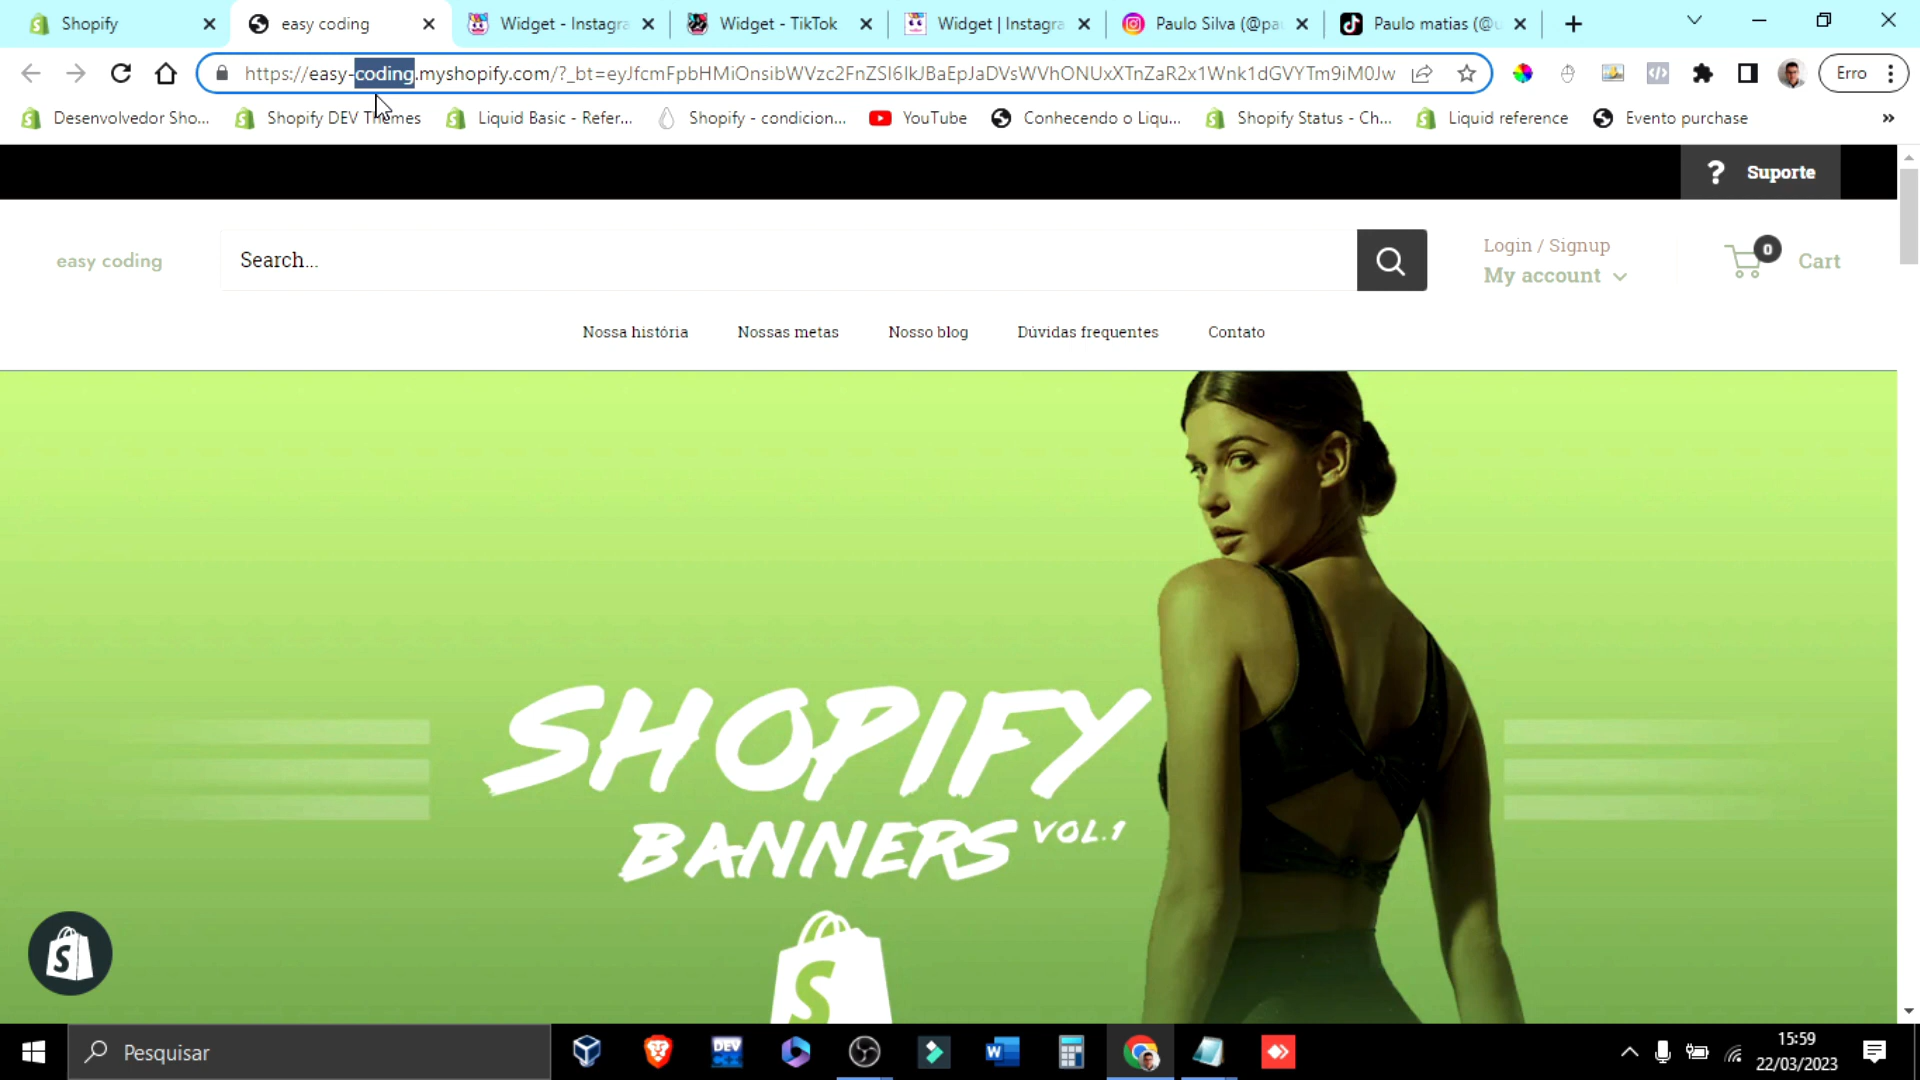 Shopify
easy coding
Widget - Instagra
Widget - TikTok
Widget | Instagra
Paulo Silva (@pau
Paulo matias (@u
https://easy-coding.myshopify.com/?_bt=eyJfcmFpbHMiOnsibWVzc2FnZSI6IkJBaEpJaDVsWVhONUxXTnZaR2x1Wnk1dGVYTm9iM0Jw
Erro
Desenvolvedor Sho...
Shopify DEV Themes
Liquid Basic - Refer...
Shopify - condicion...
YouTube
Conhecendo o Liqu...
Shopify Status - Ch...
Liquid reference
Evento purchase
»
? Suporte
easy coding
Search...
Login / Signup
My account
0
Cart
Nossa história
Nossas metas
Nosso blog
Dúvidas frequentes
Contato
SHOPIFY
BANNERS VOL.1
S
S
Pesquisar
DEV
C++
W
15:59
22/03/2023